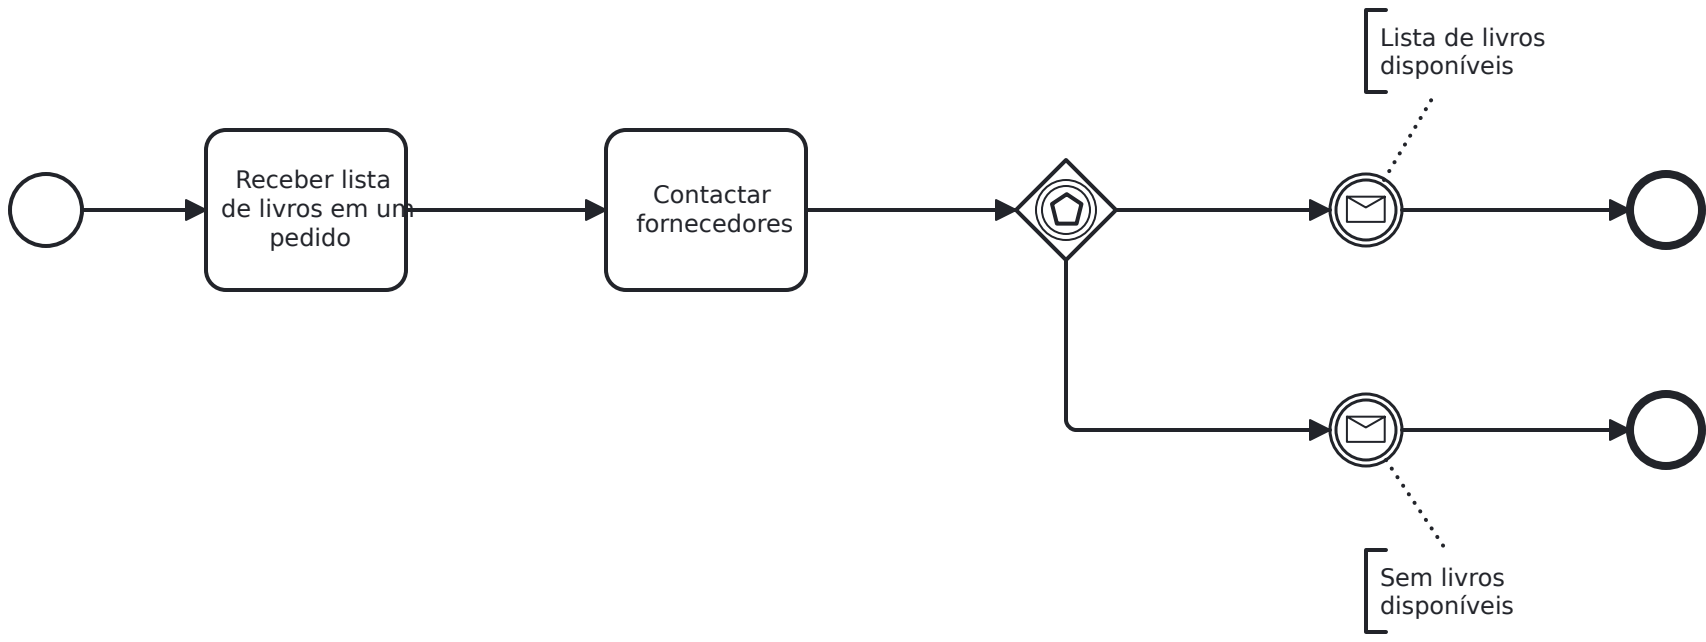 Lista de livros
disponíveis
Receber lista
de livros em um
pedido
Contactar
fornecedores
Sem livros
disponíveis